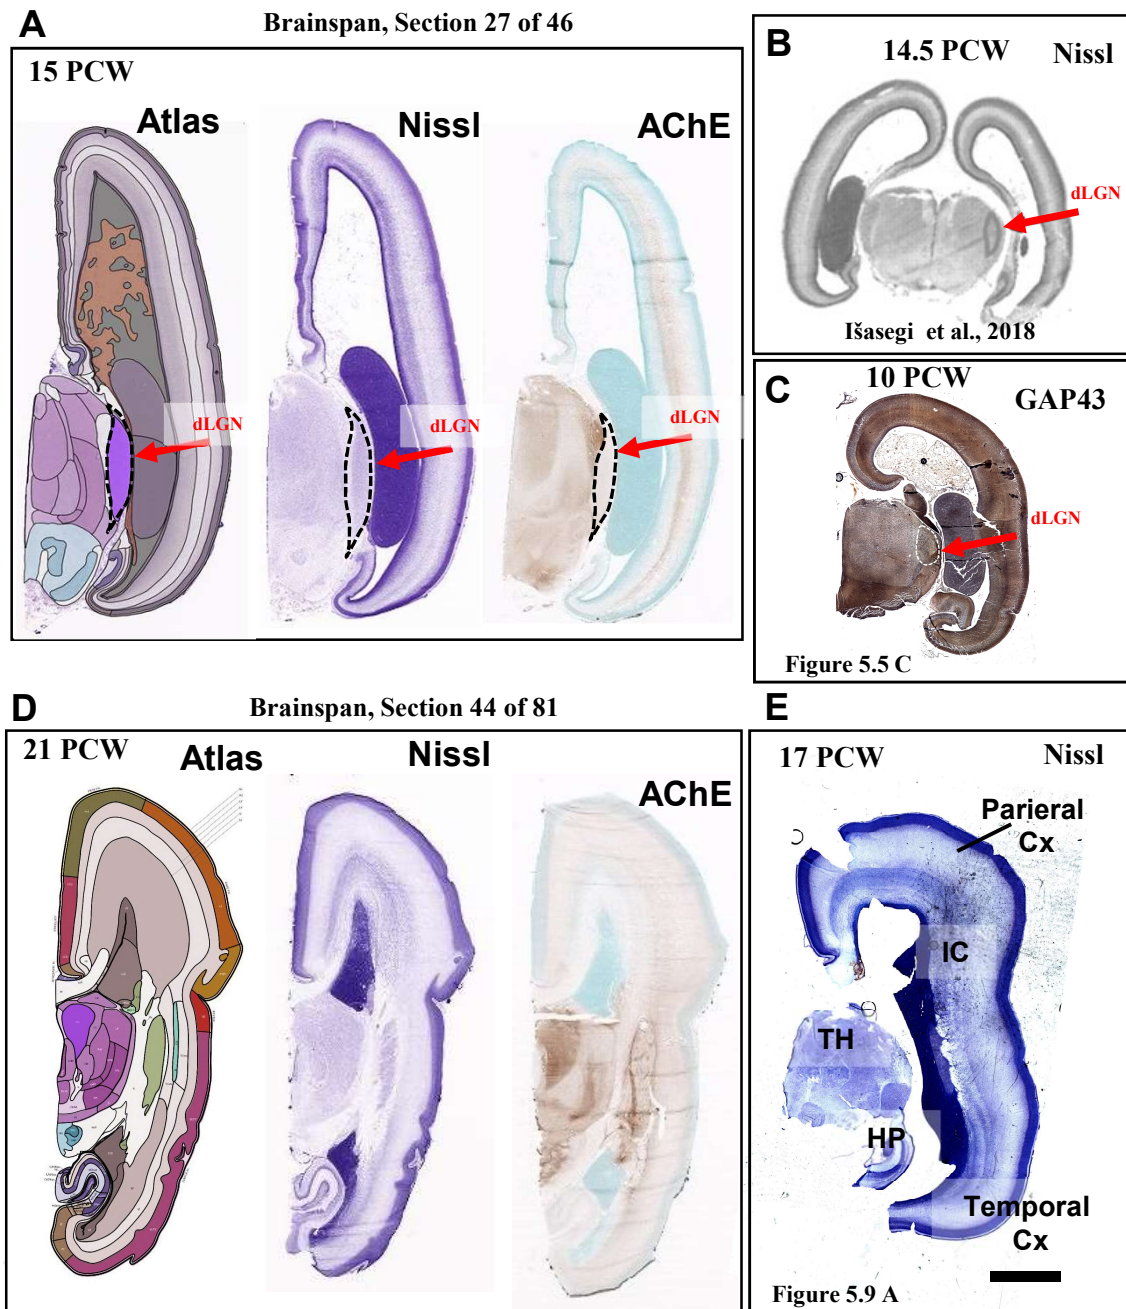 A
Brainspan, Section 27 of 46
15 PCW
Atlas
Nissl
AChE
dLGN
dLGN
dLGN
B
14.5 PCW
Nissl
dLGN
Išasegi et al., 2018
C
10 PCW
GAP43
dLGN
Figure 5.5 C
D
Brainspan, Section 44 of 81
21 PCW
Atlas
Nissl
AChE
E
17 PCW
Nissl
Parieral
Cx
IC
TH
HP
Temporal
Cx
Figure 5.9 A